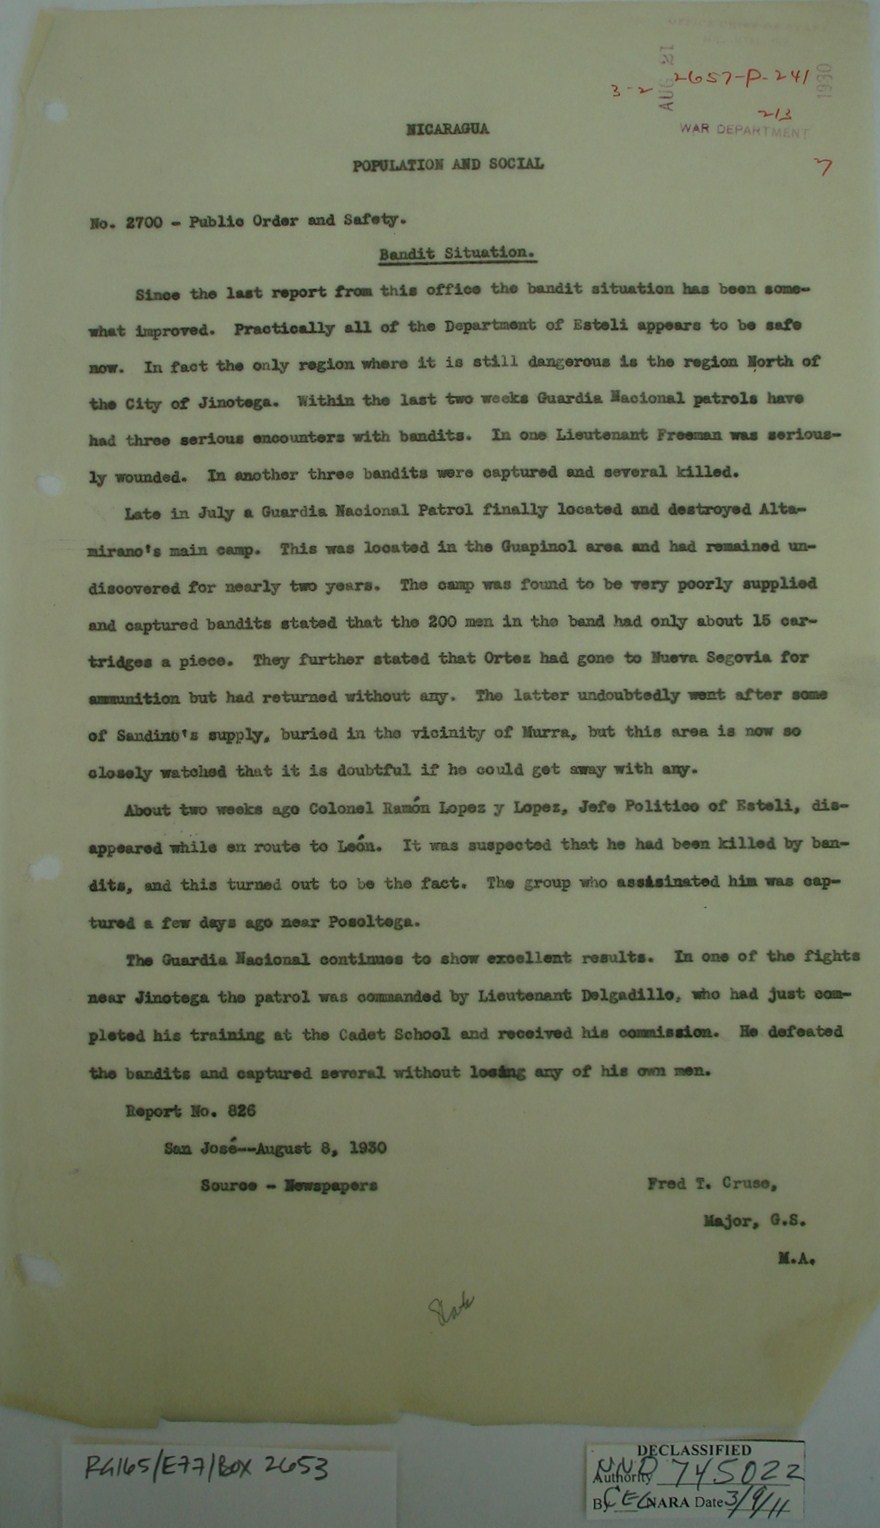 AUG 21 1930
3-2 2657-P-241
213
WAR DEPARTMENT
7
NICARAGUA
POPULATION AND SOCIAL
No. 2700 - Public Order and Safety.
Bandit Situation.
Since the last report from this office the bandit situation has been some-
what improved. Practically all of the Department of Esteli appears to be safe
now. In fact the only region where it is still dangerous is the region North of
the City of Jinotega. Within the last two weeks Guardia Nacional patrols have
had three serious encounters with bandits. In one Lieutenant Freeman was serious-
ly wounded. In another three bandits were captured and several killed.
Late in July a Guardia Nacional Patrol finally located and destroyed Alta-
mirano's main camp. This was located in the Guapinol area and had remained un-
discovered for nearly two years. The camp was found to be very poorly supplied
and captured bandits stated that the 200 men in the band had only about 15 car-
tridges a piece. They further stated that Ortez had gone to Nueva Segovia for
ammunition but had returned without any. The latter undoubtedly went after some
of Sandino's supply, buried in the vicinity of Murra, but this area is now so
closely watched that it is doubtful if he could get away with any.
About two weeks ago Colonel Ramón Lopez y Lopez, Jefe Politico of Esteli, dis-
appeared while en route to León. It was suspected that he had been killed by ban-
dits, and this turned out to be the fact. The group who assisinated him was cap-
tured a few days ago near Posoltega.
The Guardia Nacional continues to show excellent results. In one of the fights
near Jinotega the patrol was commanded by Lieutenant Delgadillo, who had just com-
pleted his training at the Cadet School and received his commission. He defeated
the bandits and captured several without losing any of his own men.
Report No. 826
San José--August 8, 1930
Source - Newspapers
Fred T. Cruse,
Major, G.S.
M.A.
RG165/E77/Box 2653
DECLASSIFIED
Authority NND 745022
By CEG NARA Date 3/9/11